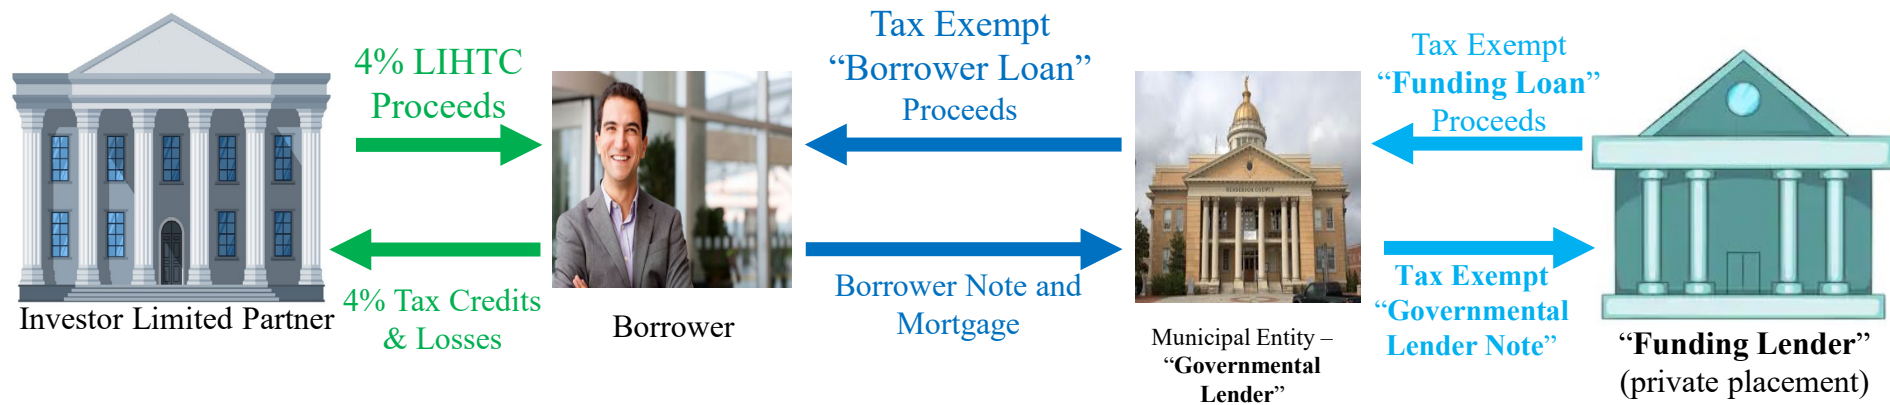 4% LIHTC
Proceeds
4% Tax Credits
& Losses
Investor Limited Partner
Borrower
Tax Exempt
“Borrower Loan”
Proceeds
Borrower Note and
Mortgage
HENDERSON COUNTY
Municipal Entity –
“Governmental
Lender”
Tax Exempt
“Funding Loan”
Proceeds
Tax Exempt
“Governmental
Lender Note”
“Funding Lender”
(private placement)